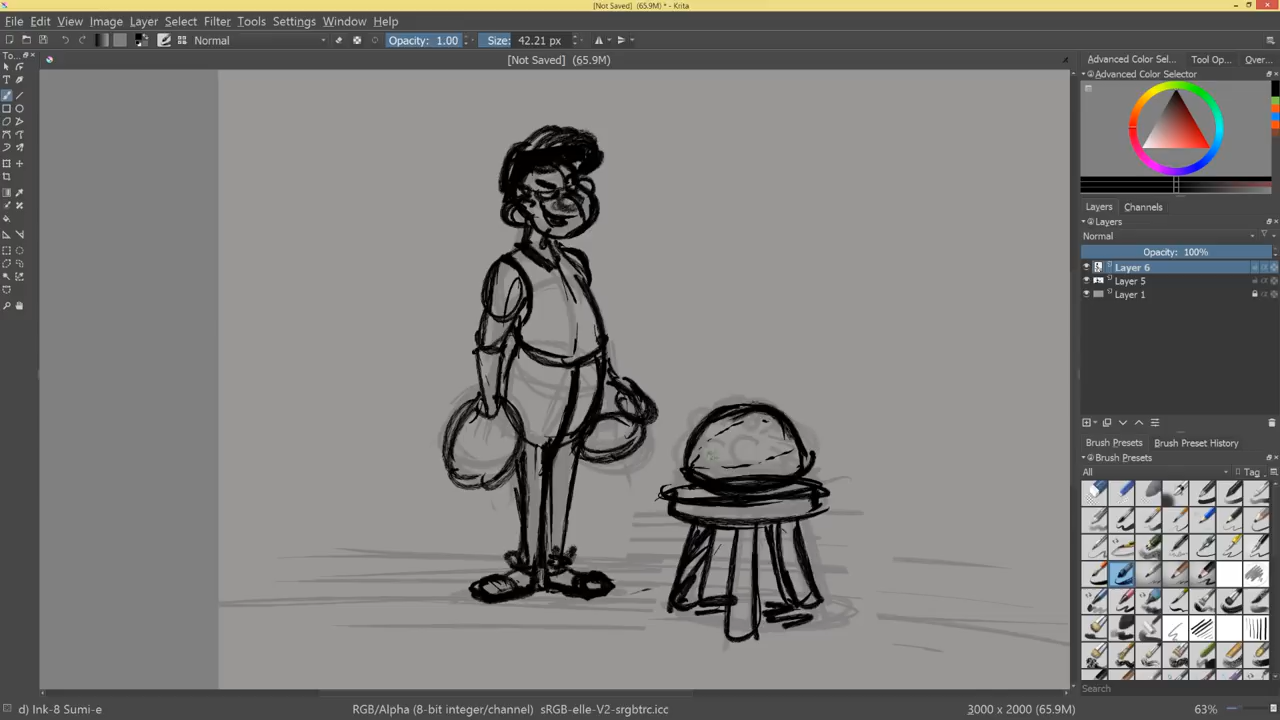 [Not Saved]  (65.9M) * - Krita
File Edit View Image Layer Select Filter Tools Settings Window Help
Normal Opacity: 1.00 Size: 42.21 px
To...
[Not Saved]  (65.9M)
Advanced Color Sel... Tool Op... Over...
Advanced Color Selector
Layers Channels
Layers
Normal
Opacity: 100%
Layer 6
Layer 5
Layer 1
Brush Presets Brush Preset History
Brush Presets
All Tag
Search
d) Ink-8 Sumi-e RGB/Alpha (8-bit integer/channel)  sRGB-elle-V2-srgbtrc.icc 3000 x 2000 (65.9M) 63%